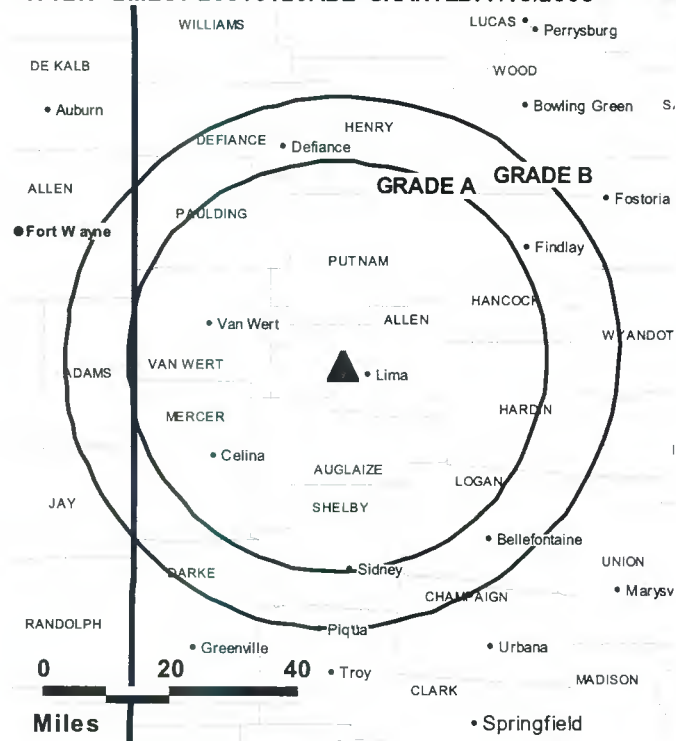 WILLIAMS
LUCAS
Perrysburg
DE KALB
WOOD
Auburn
Bowling Green
HENRY
DEFIANCE
Defiance
GRADE A
GRADE B
ALLEN
Fostoria
PAULDING
Fort Wayne
Findlay
PUTNAM
HANCOCK
ALLEN
Van Wert
WYANDOT
VAN WERT
ADAMS
Lima
MERCER
HARDIN
Celina
AUGLAIZE
LOGAN
JAY
SHELBY
Bellefontaine
UNION
Sidney
DARKE
Marysv
CHAMPAIGN
RANDOLPH
Piqua
Greenville
Urbana
0 20 40
Troy
MADISON
CLARK
Miles
Springfield